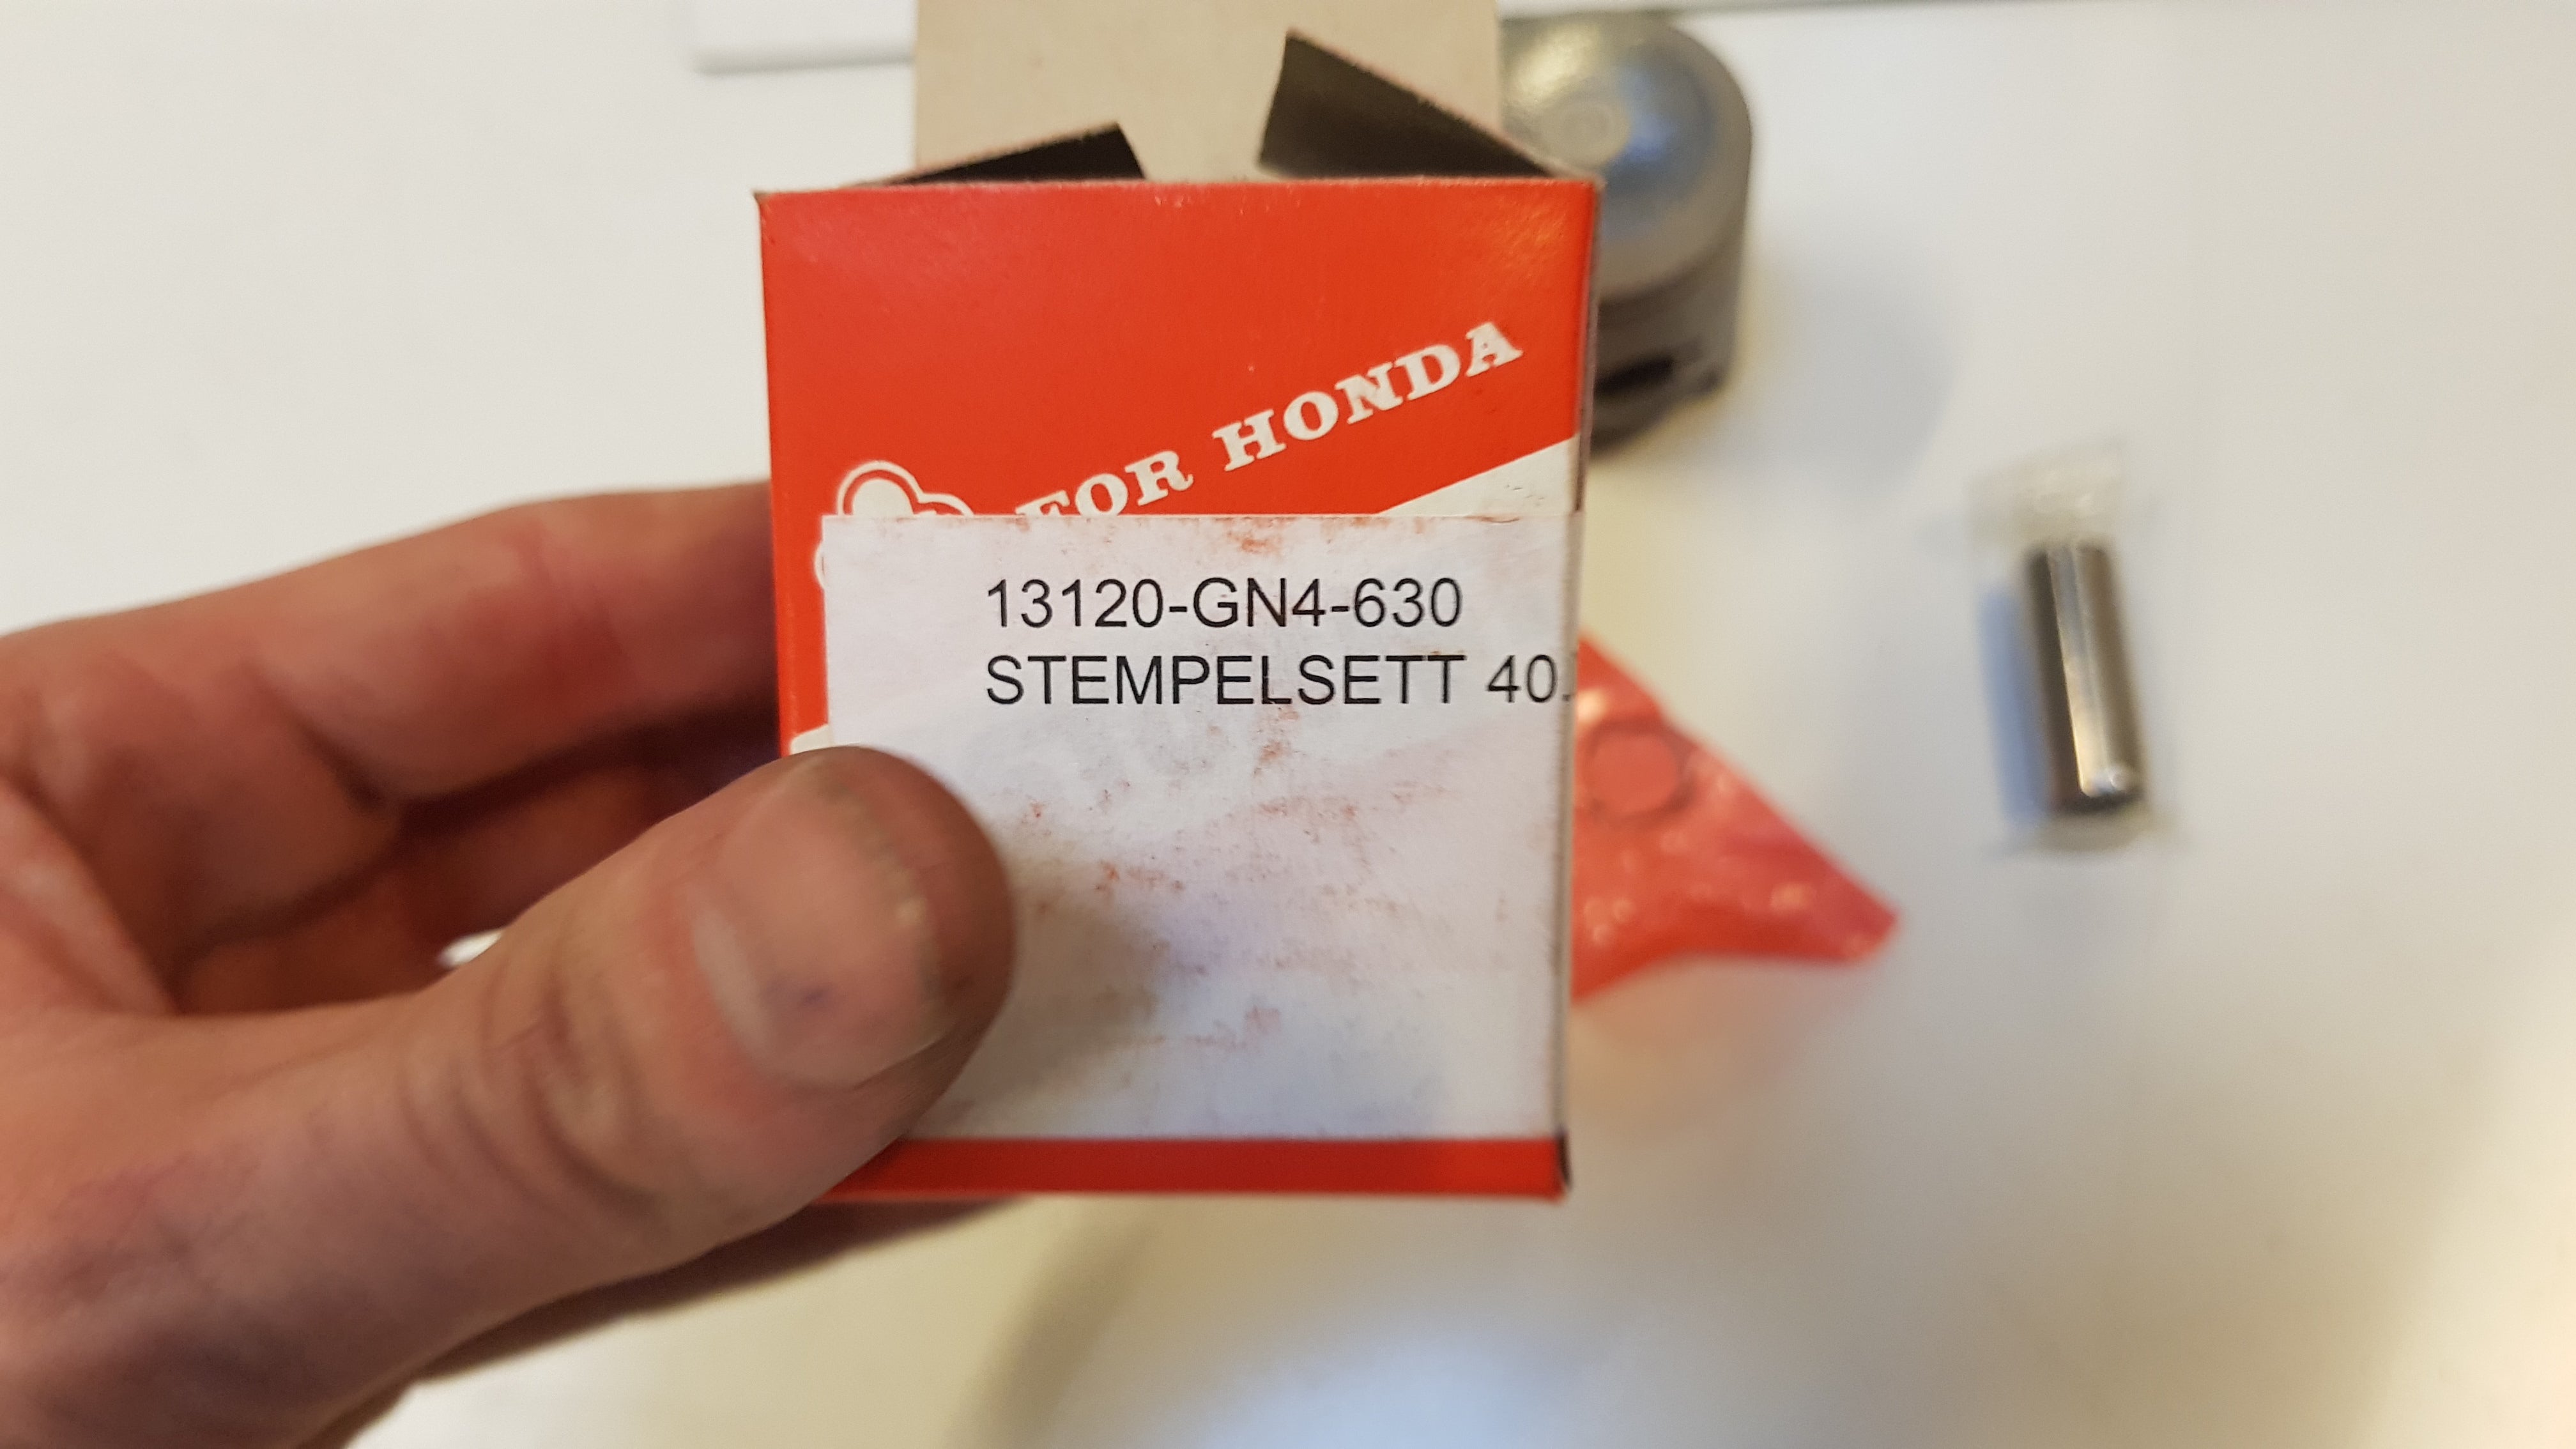 FOR HONDA
13120-GN4-630
STEMPELSETT 40.